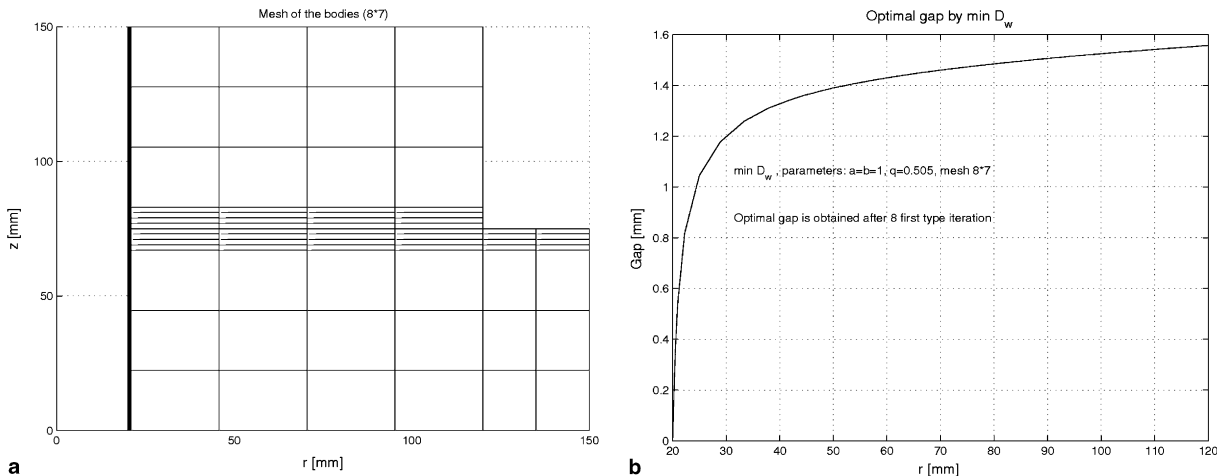 Mesh of the bodies (8*7)
150
100
50
0
z [mm]
0
50
100
150
r [mm]
a
Optimal gap by min D_w
1.6
1.4
1.2
1
0.8
0.6
0.4
0.2
0
Gap [mm]
min D_w , parameters: a=b=1, q=0.505, mesh 8*7
Optimal gap is obtained after 8 first type iteration
20
30
40
50
60
70
80
90
100
110
120
r [mm]
b